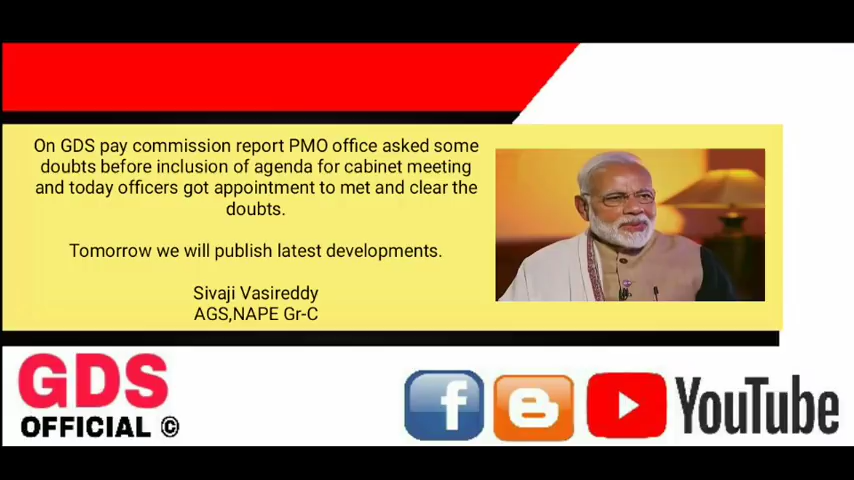 On GDS pay commission report PMO office asked some
doubts before inclusion of agenda for cabinet meeting
and today officers got appointment to met and clear the
doubts.
Tomorrow we will publish latest developments.
Sivaji Vasireddy
AGS,NAPE Gr-C
GDS
OFFICIAL ©
f
B
YouTube